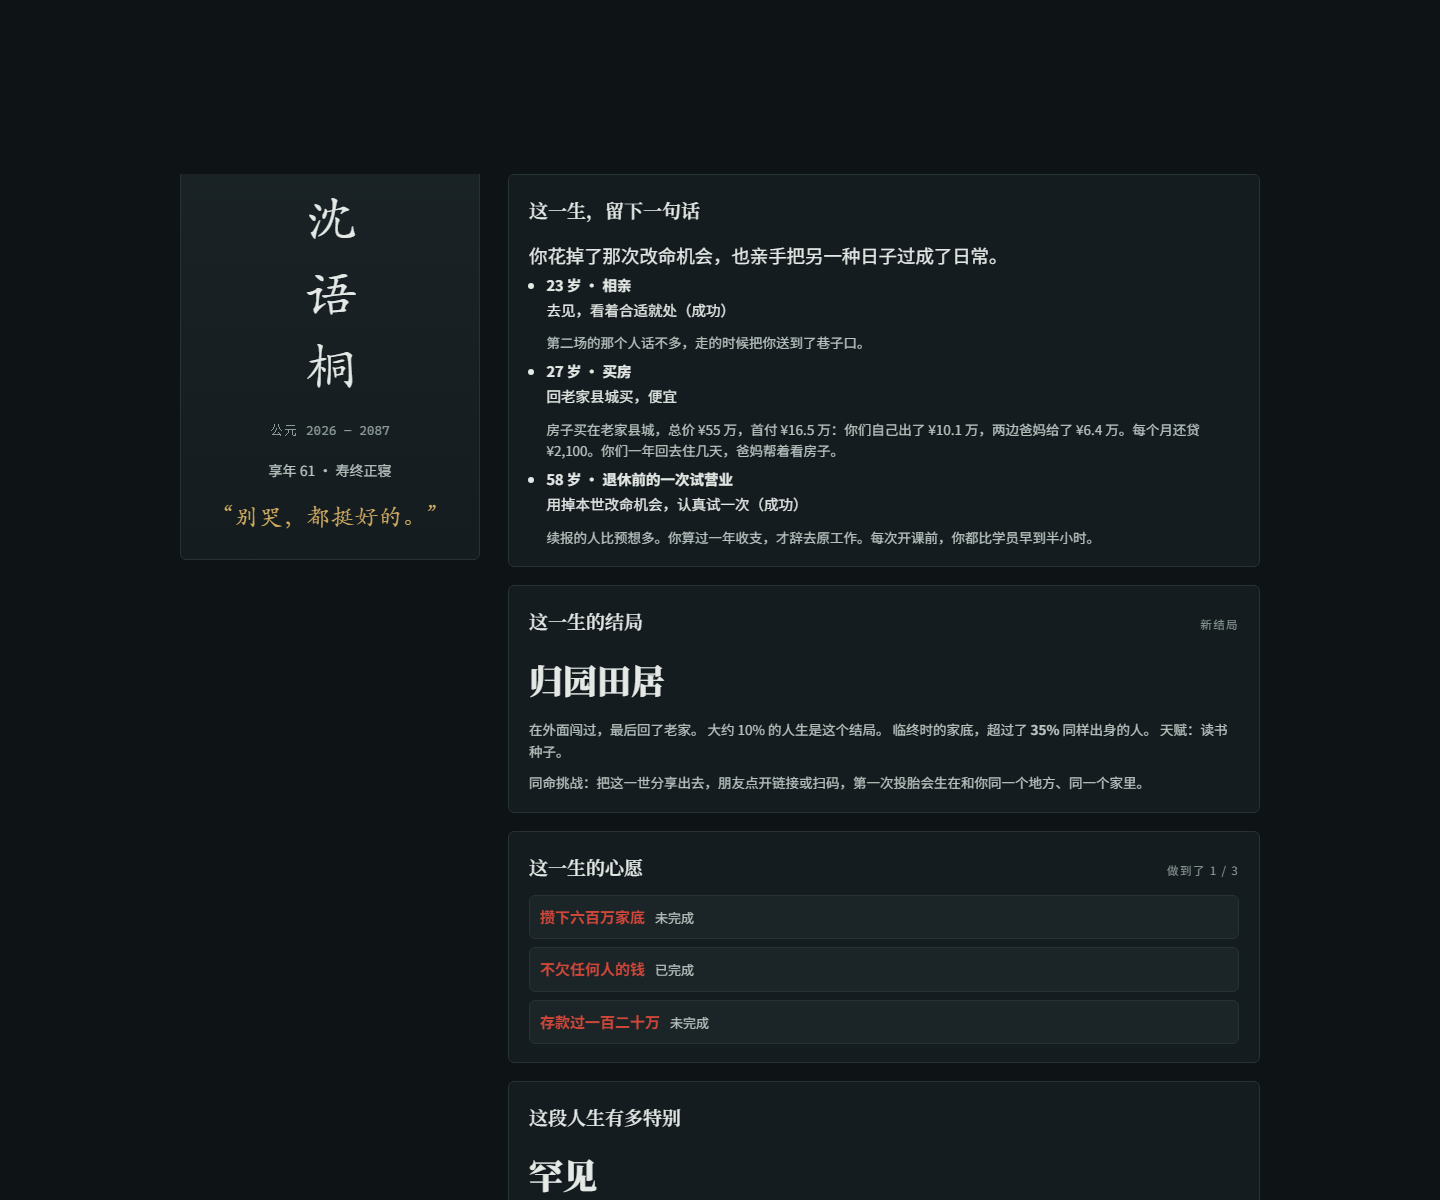 沈
语
桐
公元 2026 — 2087
享年 61 · 寿终正寝
“别哭，都挺好的。”
这一生，留下一句话
你花掉了那次改命机会，也亲手把另一种日子过成了日常。
23 岁 · 相亲
去见，看着合适就处（成功）
第二场的那个人话不多，走的时候把你送到了巷子口。
27 岁 · 买房
回老家县城买，便宜
房子买在老家县城，总价 ¥55 万，首付 ¥16.5 万：你们自己出了 ¥10.1 万，两边爸妈给了 ¥6.4 万。每个月还贷
¥2,100。你们一年回去住几天，爸妈帮着看房子。
58 岁 · 退休前的一次试营业
用掉本世改命机会，认真试一次（成功）
续报的人比预想多。你算过一年收支，才辞去原工作。每次开课前，你都比学员早到半小时。
这一生的结局
新结局
归园田居
在外面闯过，最后回了老家。 大约 10% 的人生是这个结局。 临终时的家底，超过了 35% 同样出身的人。 天赋：读书
种子。
同命挑战：把这一世分享出去，朋友点开链接或扫码，第一次投胎会生在和你同一个地方、同一个家里。
这一生的心愿
做到了 1 / 3
攒下六百万家底 未完成
不欠任何人的钱 已完成
存款过一百二十万 未完成
这段人生有多特别
罕见